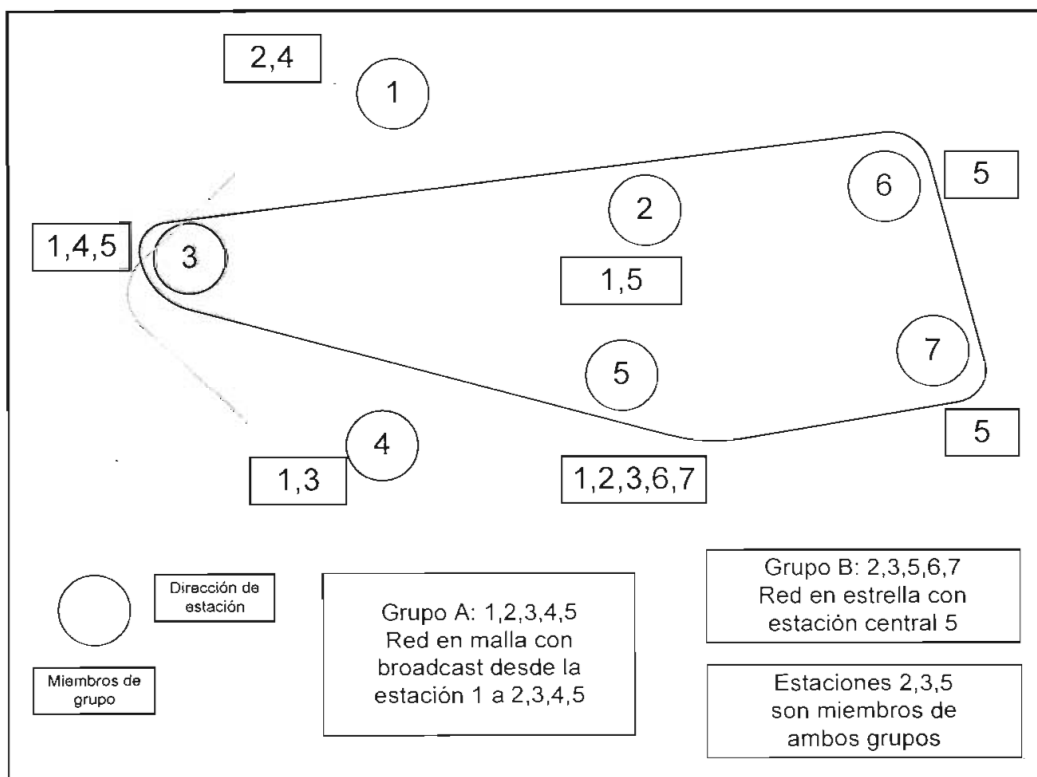 2,4
1
6
5
2
1,4,5
3
1,5
7
5
5
4
1,3
1,2,3,6,7
Dirección de
estación
Miembros de
grupo
Grupo A: 1,2,3,4,5
Red en malla con
broadcast desde la
estación 1 a 2,3,4,5
Grupo B: 2,3,5,6,7
Red en estrella con
estación central 5
Estaciones 2,3,5
son miembros de
ambos grupos